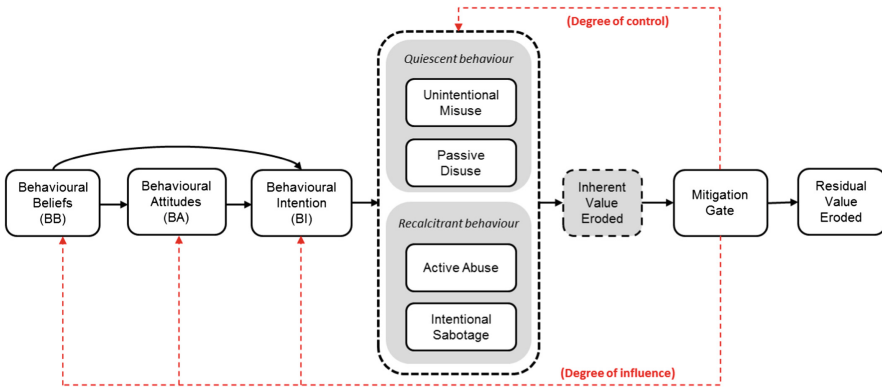 (Degree of control)
Quiescent behaviour
Unintentional
Misuse
Passive
Disuse
Behavioural
Beliefs
(BB)
Behavioural
Attitudes
(BA)
Behavioural
Intention
(BI)
Inherent
Value
Eroded
Mitigation
Gate
Residual
Value
Eroded
Recalcitrant behaviour
Active Abuse
Intentional
Sabotage
(Degree of influence)